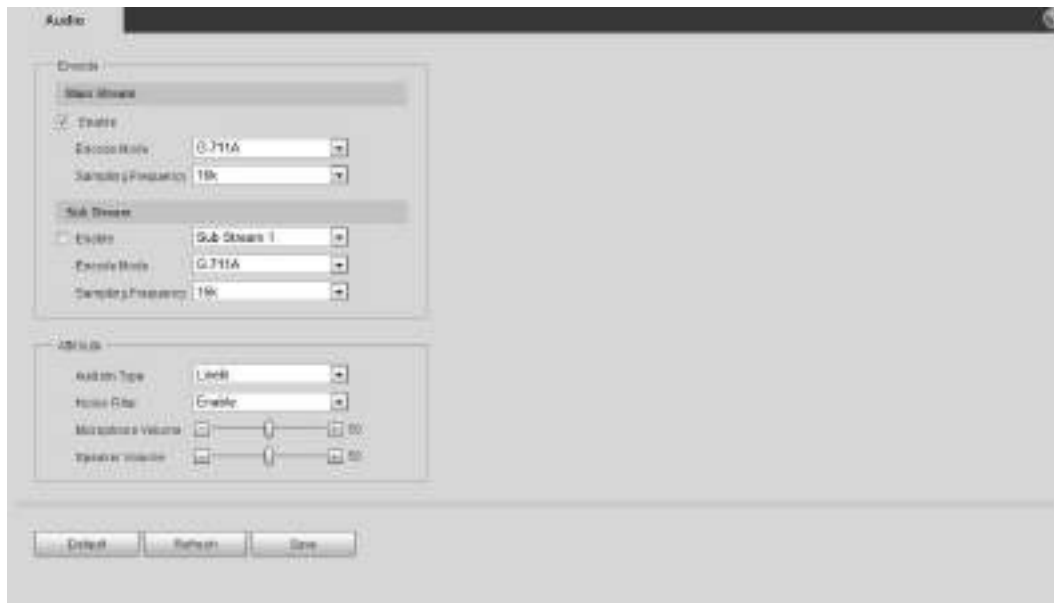 Audio
Encode
Main Stream
Enable
Encode Mode G.711A
Sampling Frequency 16k
Sub Stream
Enable Sub Stream 1
Encode Mode G.711A
Sampling Frequency 16k
Attribute
AudioIn Type LineIn
Noise Filter Enable
Microphone Volume 50
Speaker Volume 50
Default Refresh Save